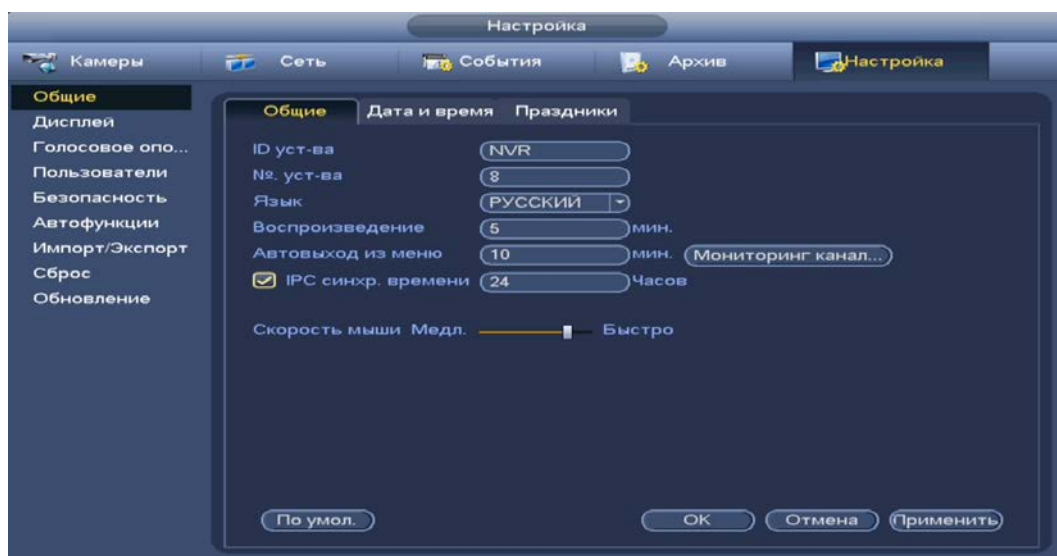 Настройка
Камеры Сеть События Архив Настройка
Общие
Дисплей
Голосовое опо...
Пользователи
Безопасность
Автофункции
Импорт/Экспорт
Сброс
Обновление
Общие Дата и время Праздники
ID уст-ва NVR
№. уст-ва 8
Язык РУССКИЙ
Воспроизведение 5 мин.
Автовыход из меню 10 мин. Мониторинг канал...
IPC синхр. времени 24 Часов
Скорость мыши Медл. Быстро
По умол. OK Отмена Применить